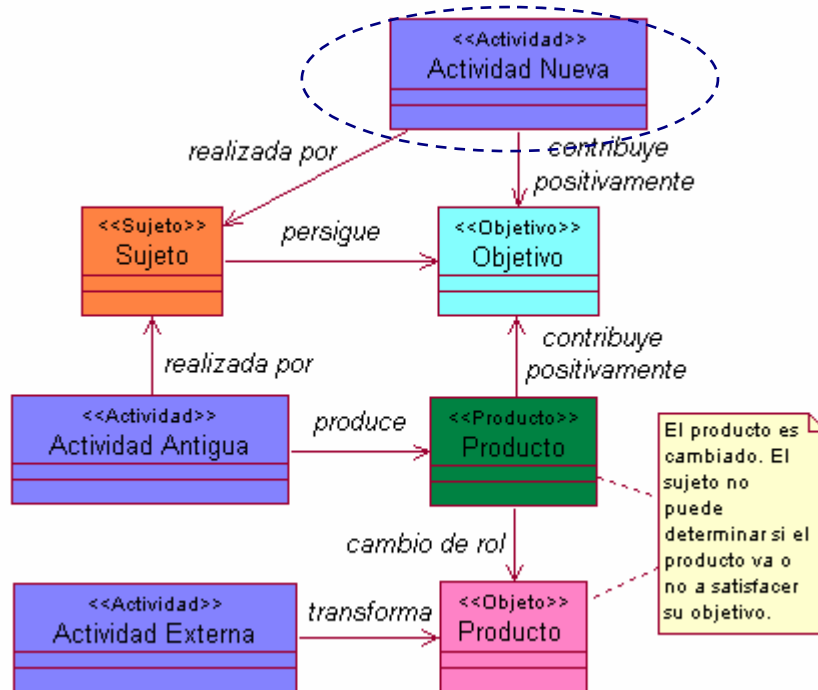 <<Actividad>>
Actividad Nueva
realizada por
contribuye
positivamente
<<Sujeto>>
Sujeto
persigue
<<Objetivo>>
Objetivo
realizada por
contribuye
positivamente
<<Actividad>>
Actividad Antigua
produce
<<Producto>>
Producto
El producto es
cambiado. El
sujeto no
puede
determinar si el
producto va o
no a satisfacer
su objetivo.
cambio de rol
<<Actividad>>
Actividad Externa
transforma
<<Objeto>>
Producto